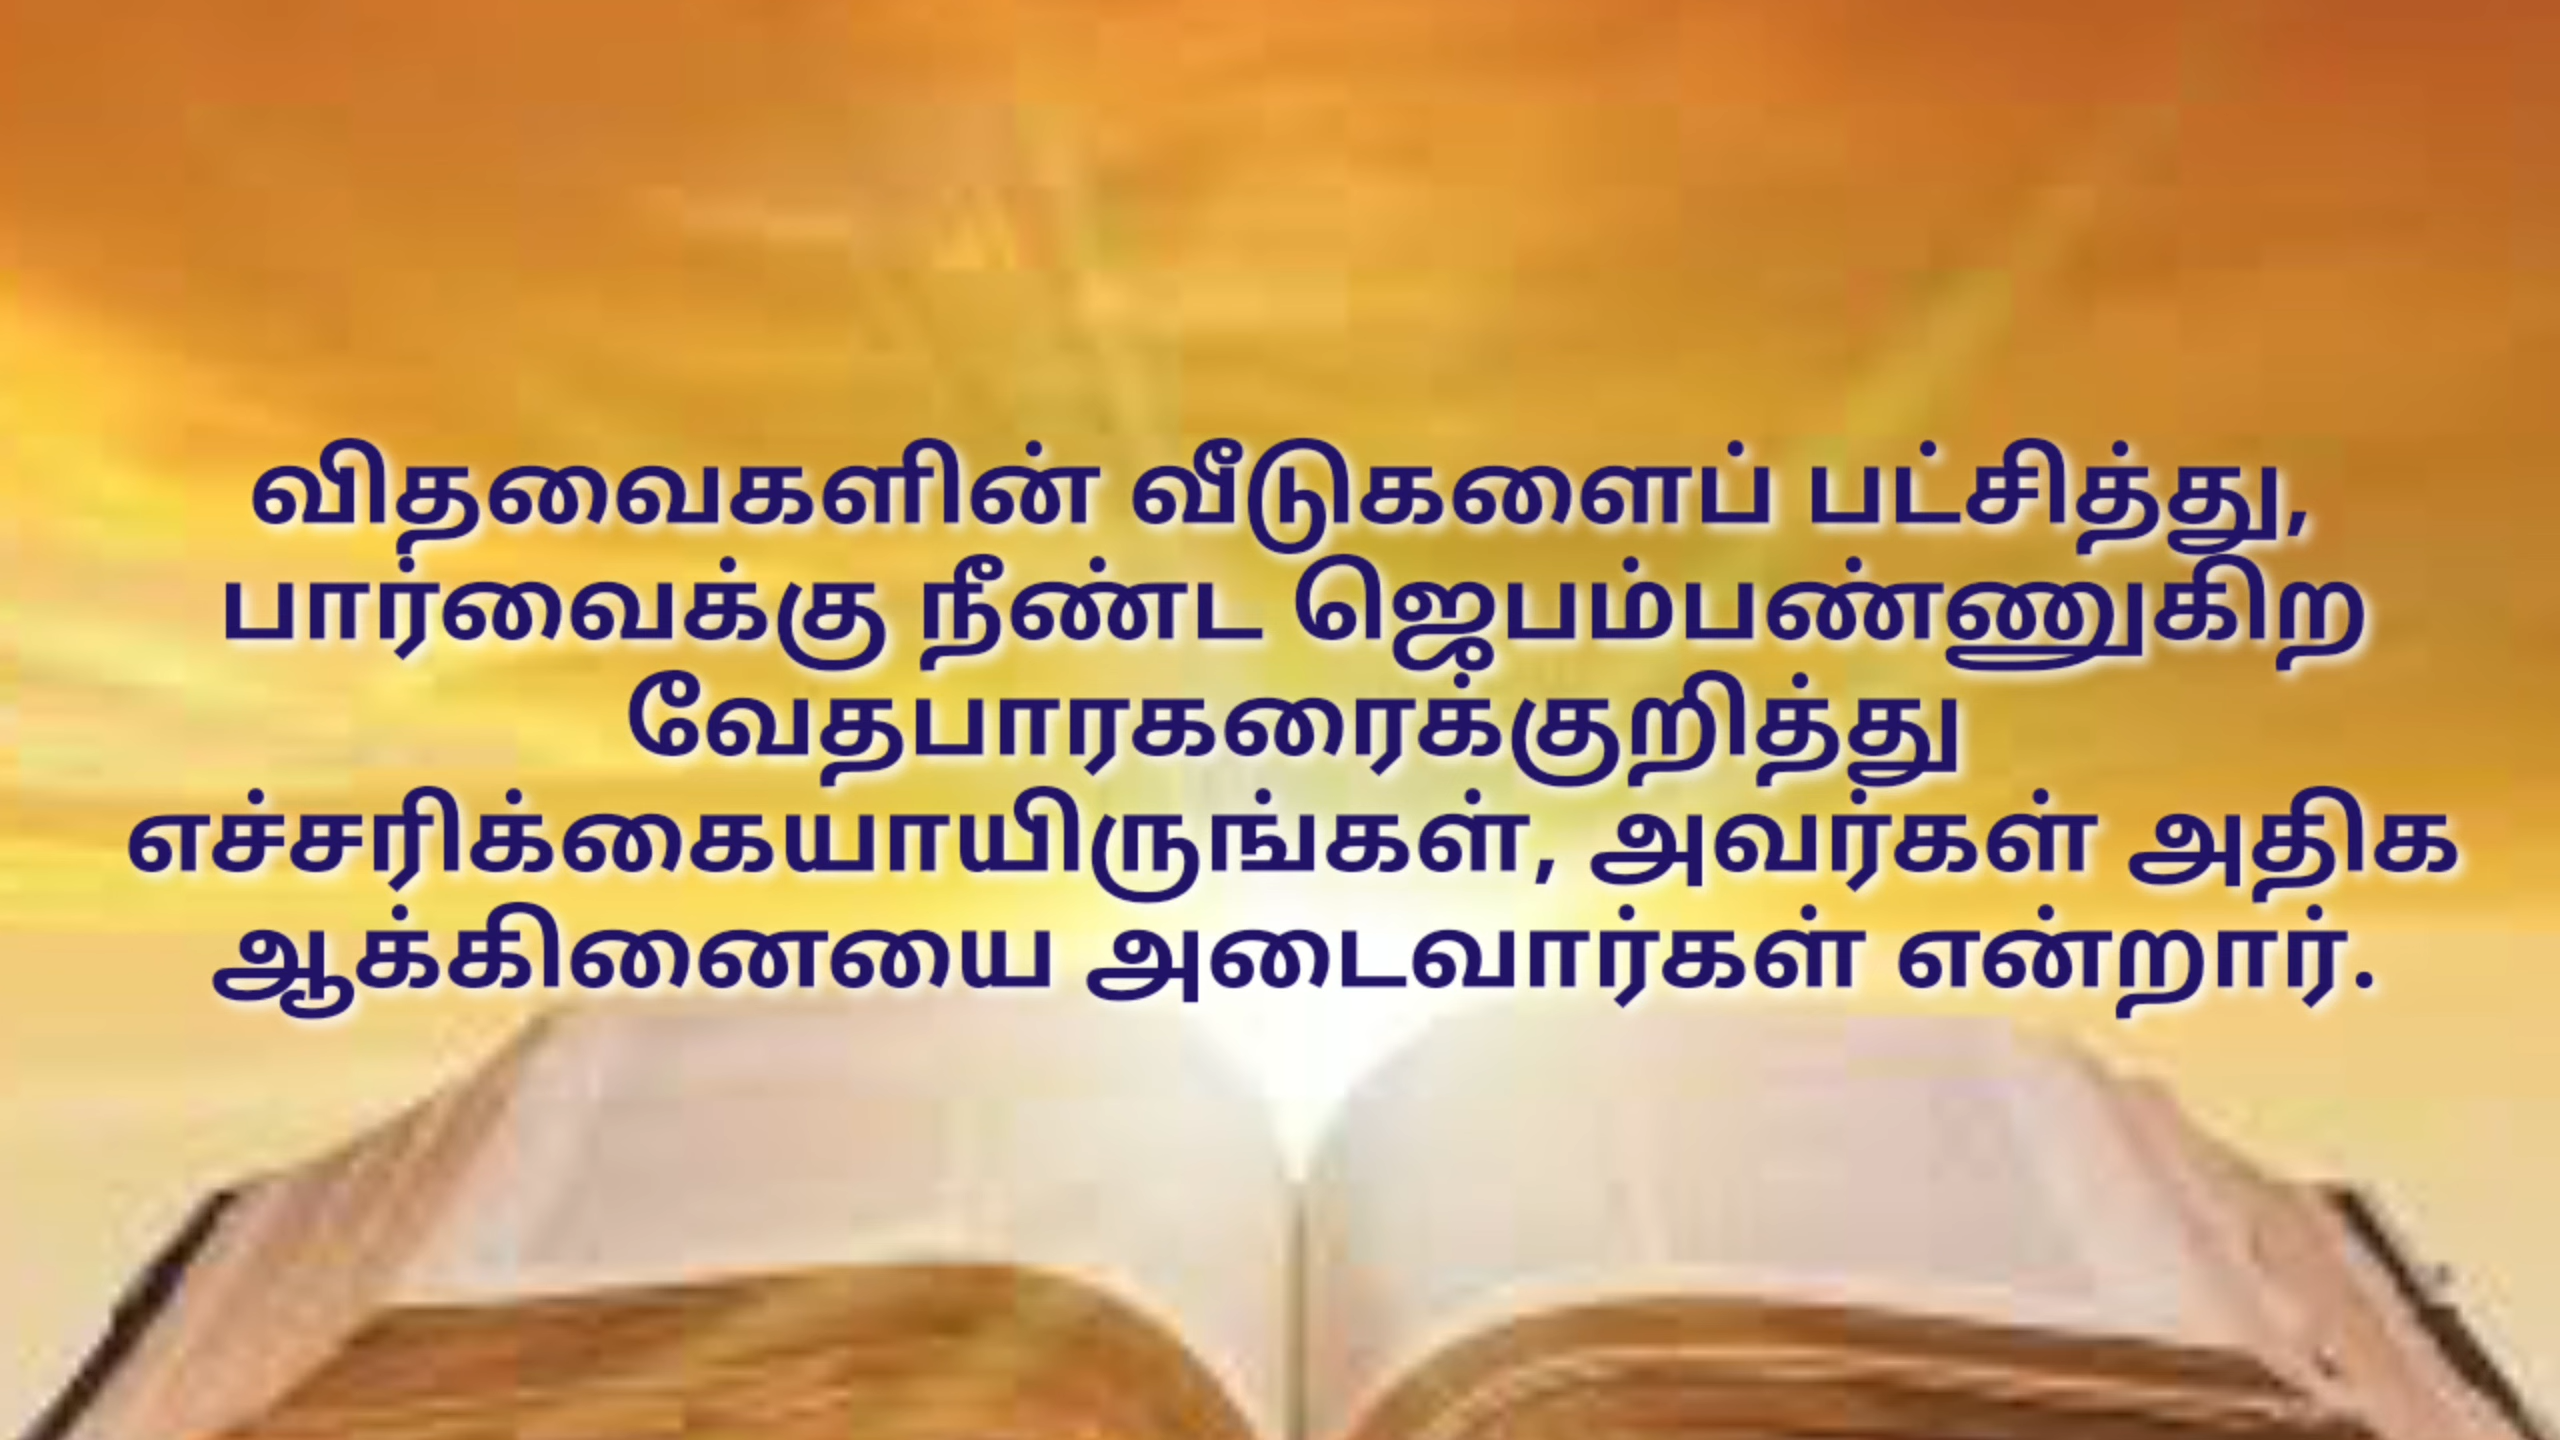 விதவைகளின் வீடுகளைப் பட்சித்து,
பார்வைக்கு நீண்ட ஜெபம்பண்ணுகிற
வேதபாரகரைக்குறித்து
எச்சரிக்கையாயிருங்கள், அவர்கள் அதிக
ஆக்கினையை அடைவார்கள் என்றார்.